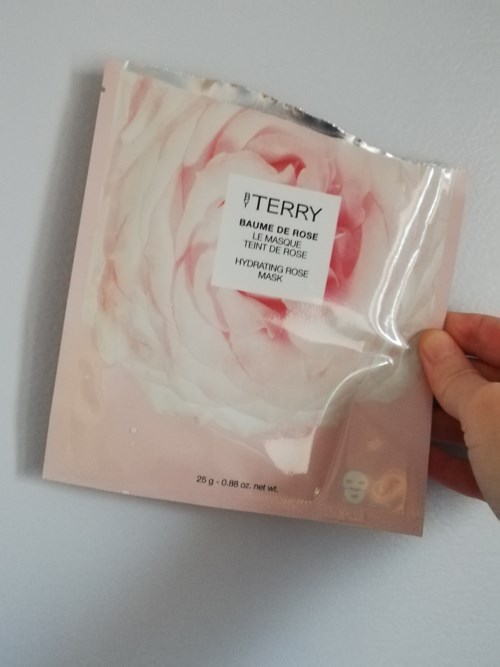 BY TERRY
BAUME DE ROSE
LE MASQUE
TEINT DE ROSE
HYDRATING ROSE
MASK
25 g - 0.88 oz. net wt.